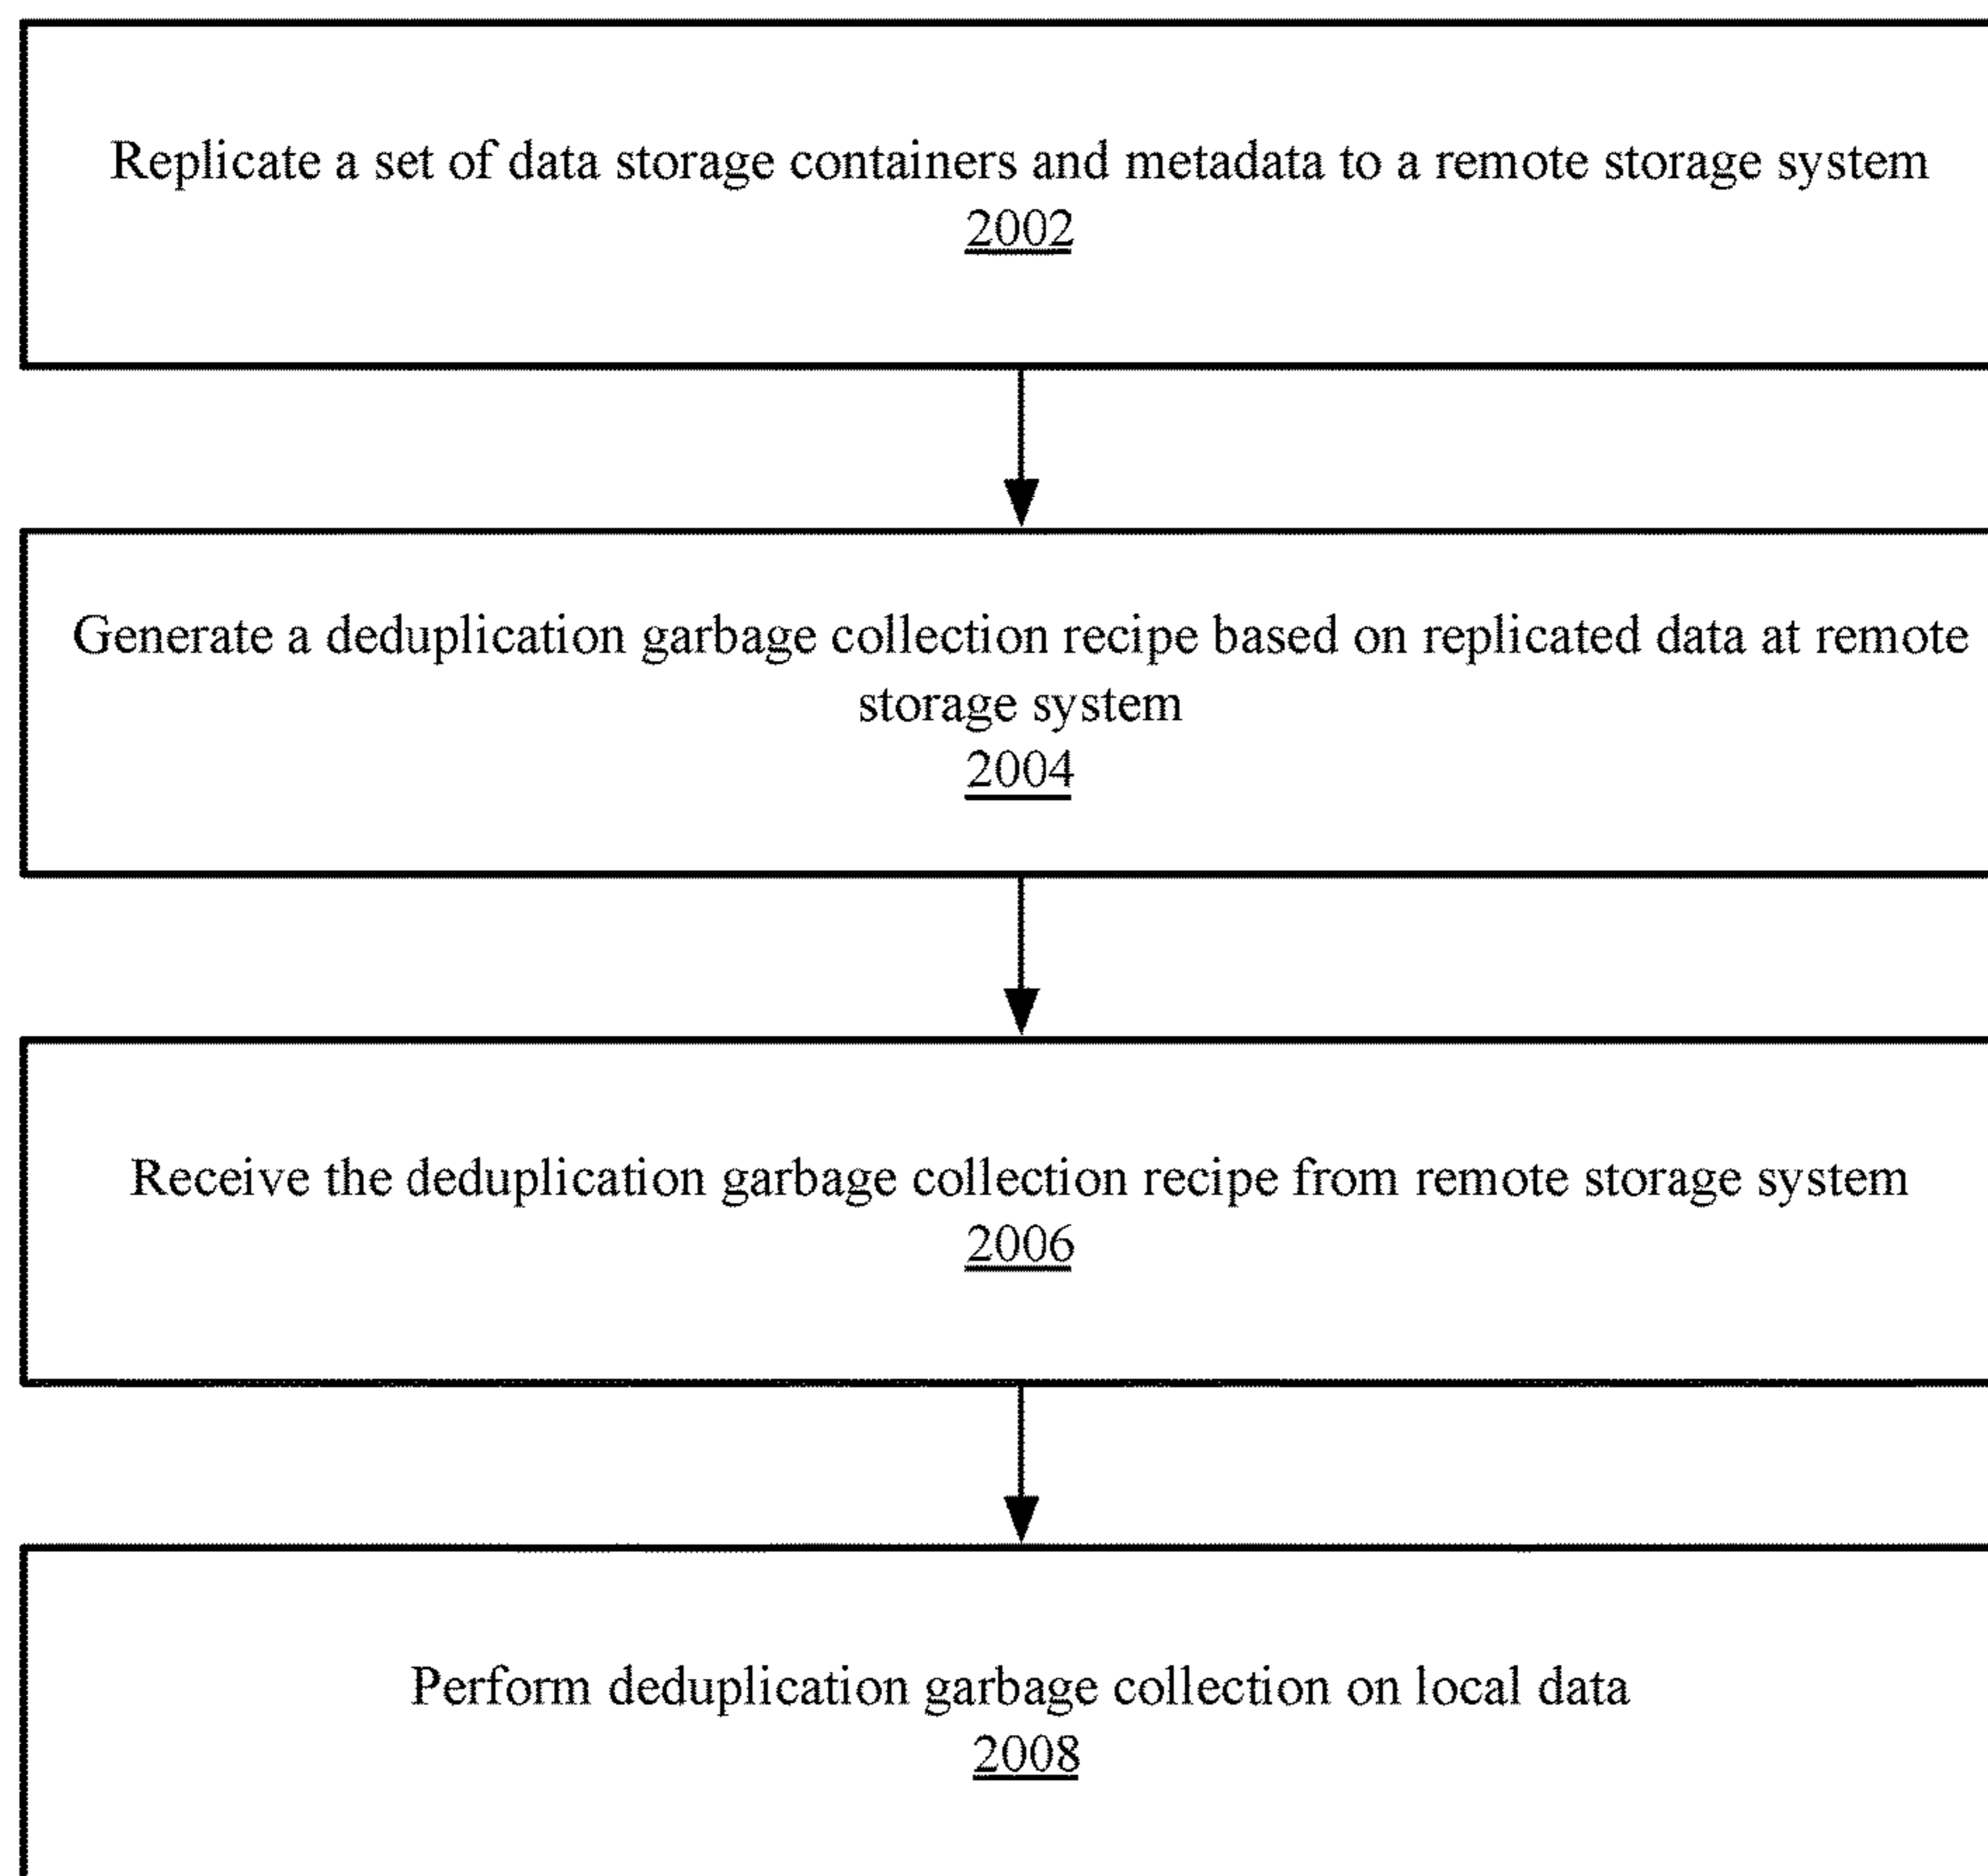 Replicate a set of data storage containers and metadata to a remote storage system
2002
Generate a deduplication garbage collection recipe based on replicated data at remote
storage system
2004
Receive the deduplication garbage collection recipe from remote storage system
2006
Perform deduplication garbage collection on local data
2008